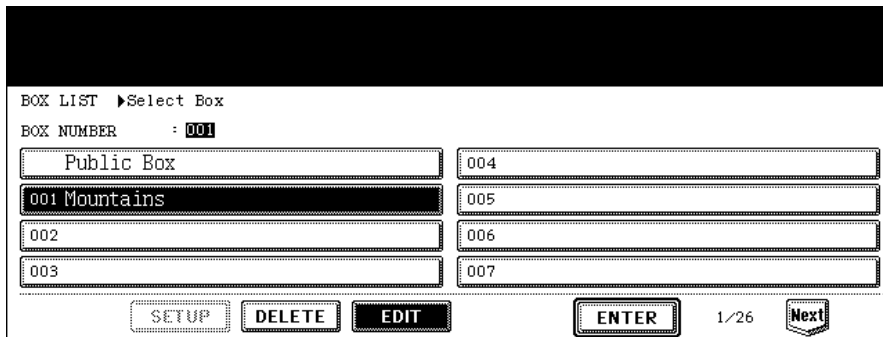 BOX LIST ▶Select Box
BOX NUMBER : 001
Public Box
004
001 Mountains
005
002
006
003
007
SETUP DELETE EDIT ENTER 1/26 Next